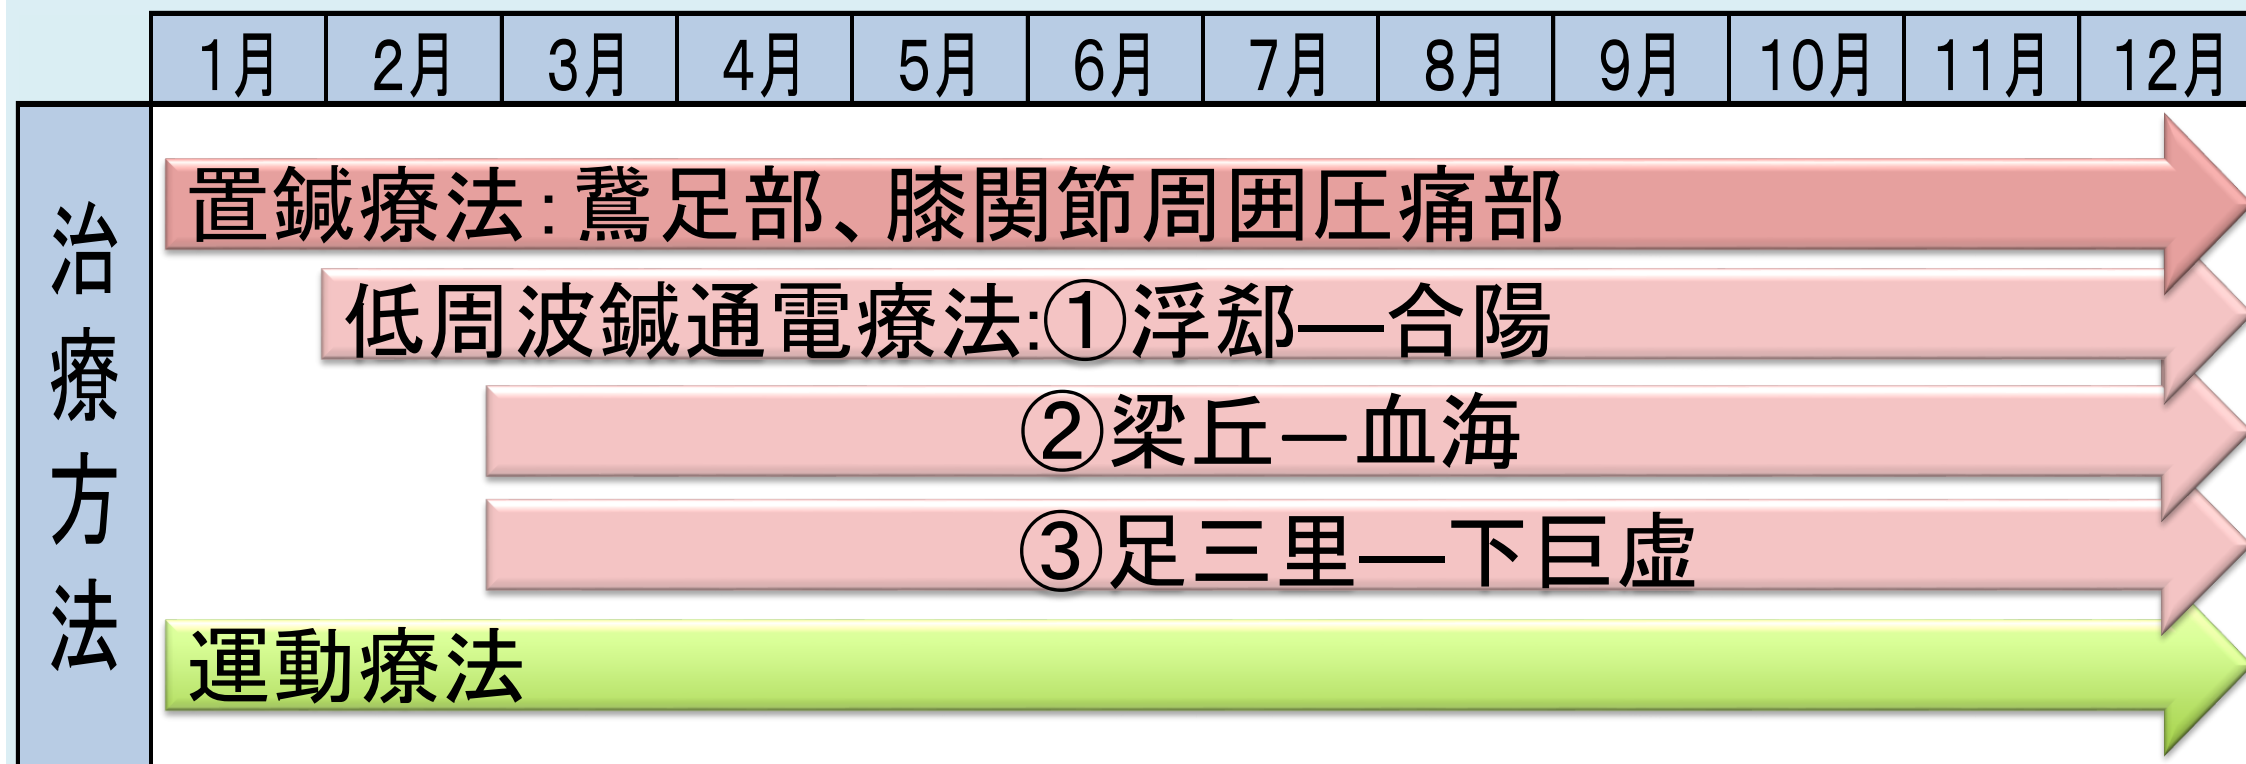 1月 2月 3月 4月 5月 6月 7月 8月 9月 10月 11月 12月
治療方法
置鍼療法：鵞足部、膝関節周囲圧痛部
低周波鍼通電療法:①浮郄―合陽
②梁丘―血海
③足三里―下巨虚
運動療法